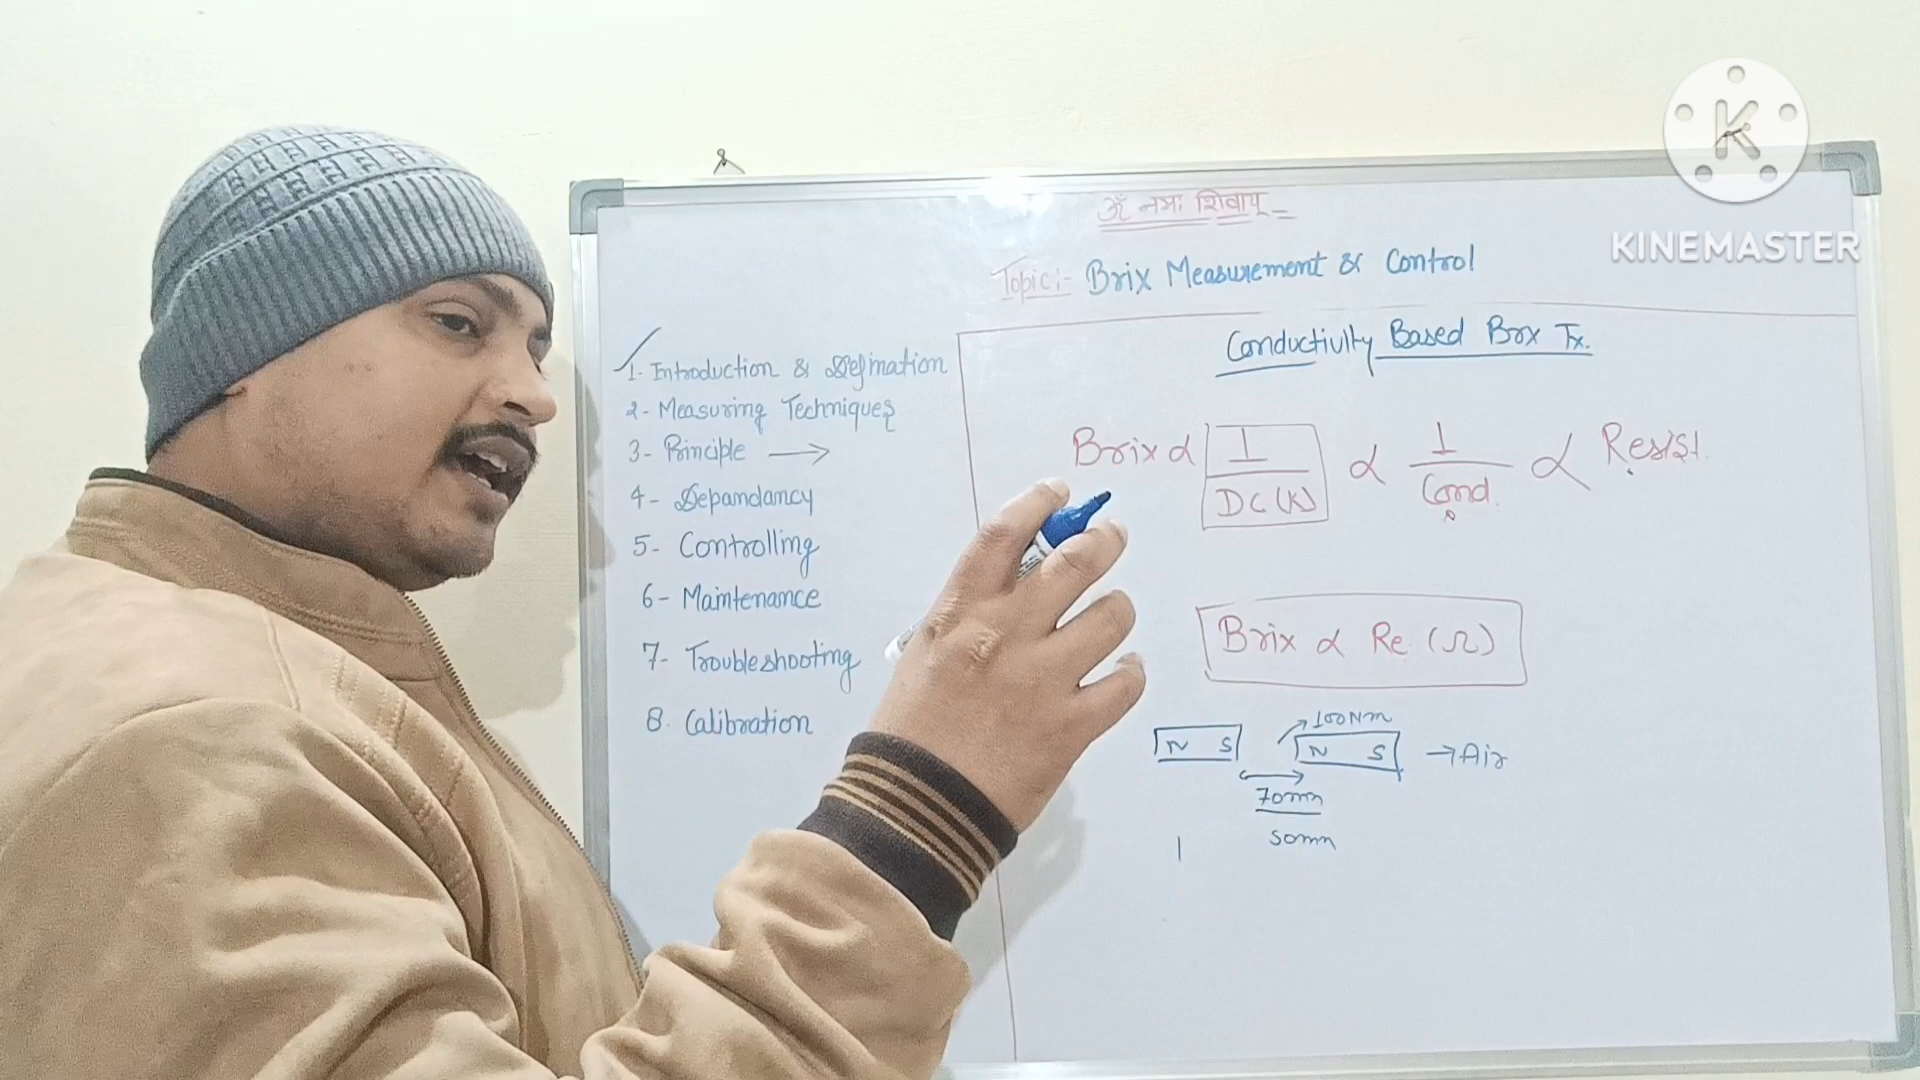 K
KINEMASTER
ॐ नमः शिवाय
Topic:- Brix Measurement & Control
1. Introduction & Defination
2- Measuring Techniques
3- Principle →
4- Depandancy
5- Controlling
6- Maintenance
7- Troubleshooting
8. Calibration
Conductivity Based Brix Tx.
Brix ∝ 1/DC(K) ∝ 1/Cond. ∝ Resist.
Brix ∝ Re. (Ω)
100Nm
N S N S → Air
70mm
50mm